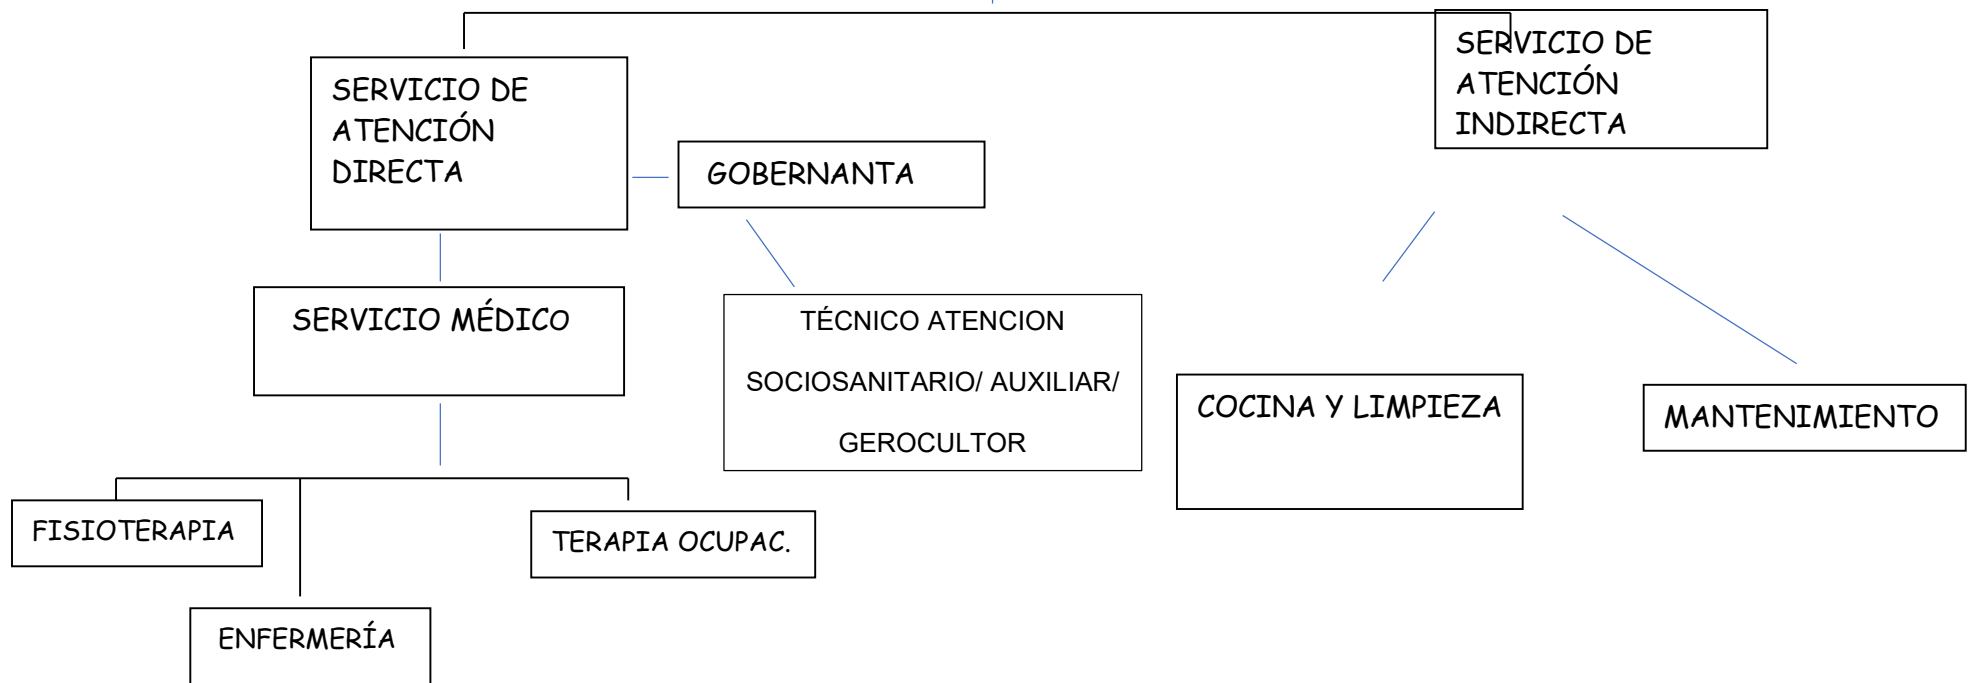 SERVICIO DE
ATENCIÓN
DIRECTA
SERVICIO DE
ATENCIÓN
INDIRECTA
GOBERNANTA
SERVICIO MÉDICO
TÉCNICO ATENCION
SOCIOSANITARIO/ AUXILIAR/
GEROCULTOR
COCINA Y LIMPIEZA
MANTENIMIENTO
FISIOTERAPIA
TERAPIA OCUPAC.
ENFERMERÍA